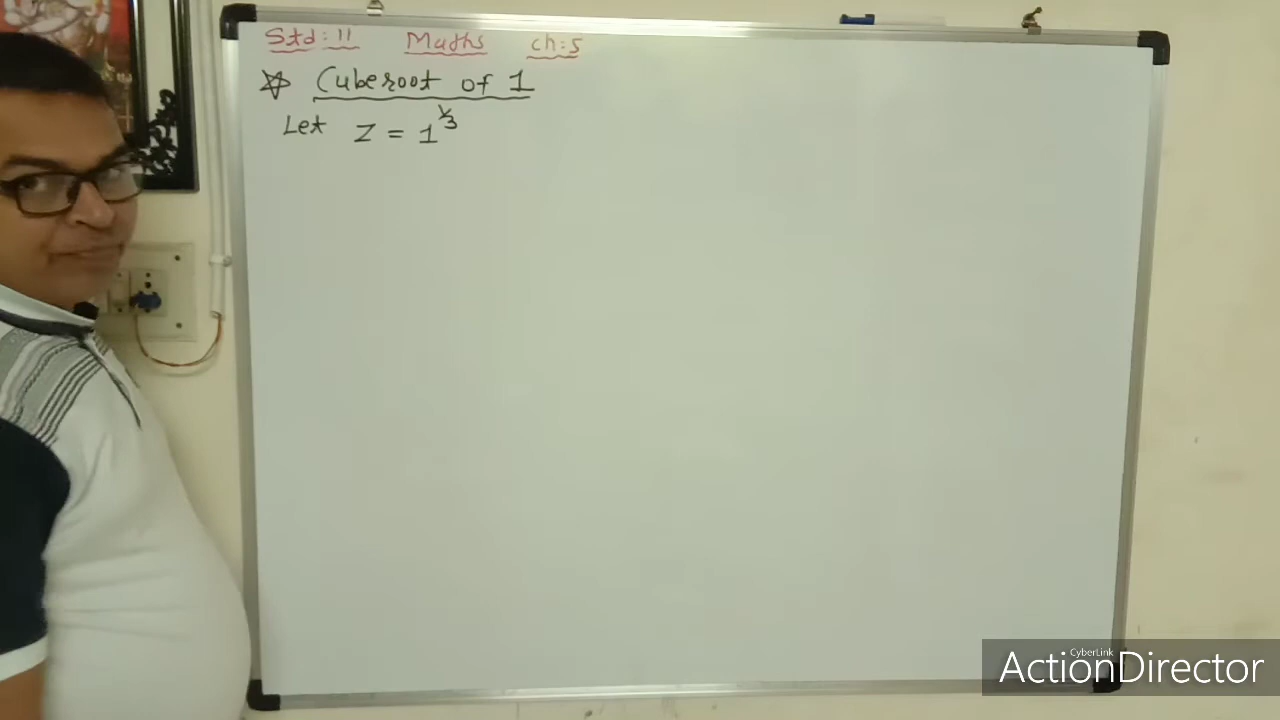 Std: 11 Maths ch: 5
☆ Cuberoot of 1
Let z = 1^1/3
CyberLink
ActionDirector